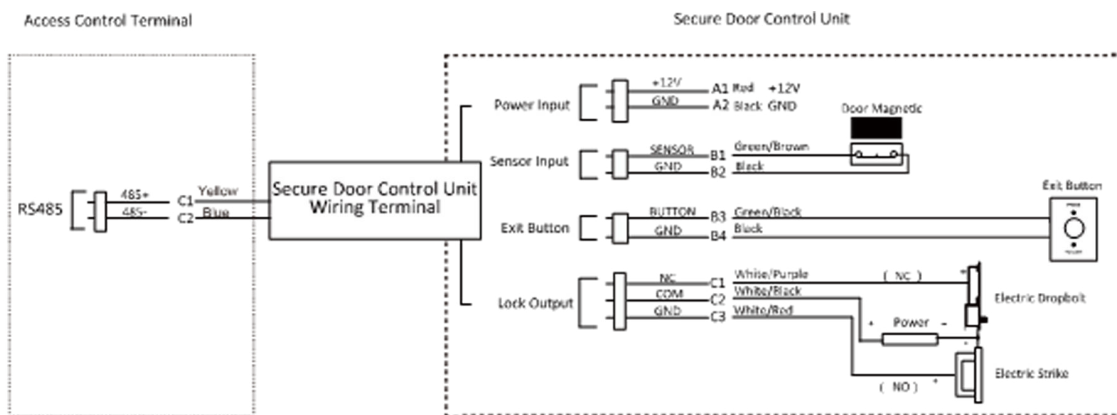 Access Control Terminal
Secure Door Control Unit
Power Input
+12V A1 Red +12V
GND A2 Black GND
Door Magnetic
Sensor Input
SENSOR B1 Green/Brown
GND B2 Black
RS485
485+ C1 Yellow
485- C2 Blue
Secure Door Control Unit
Wiring Terminal
Exit Button
Exit Button
BUTTON B3 Green/Black
GND B4 Black
Lock Output
NC C1 White/Purple ( NC ) +
COM C2 White/Black
GND C3 White/Red
Electric Dropbolt
+ Power -
-
-
Electric Strike
( NO ) +